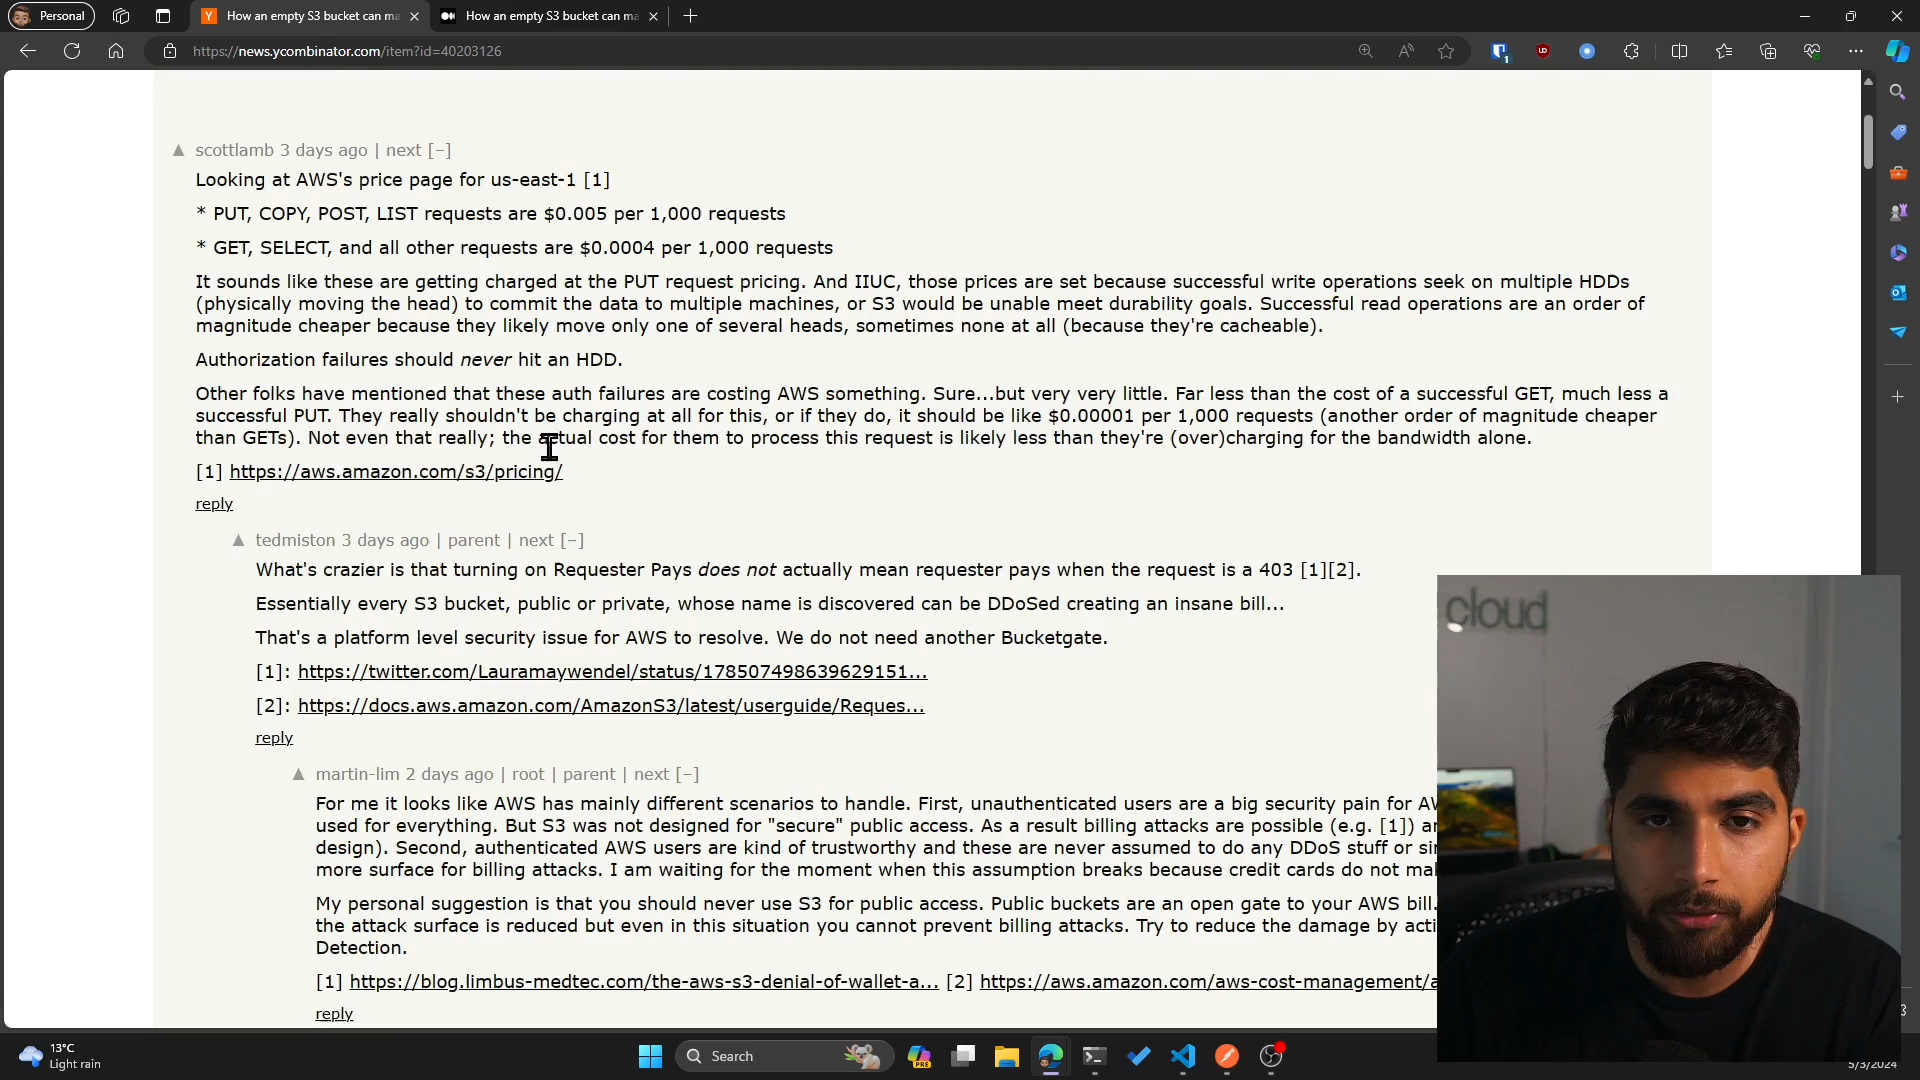 Personal
How an empty S3 bucket can ma
How an empty S3 bucket can ma
https://news.ycombinator.com/item?id=40203126
scottlamb 3 days ago | next [–]
Looking at AWS's price page for us-east-1 [1]
* PUT, COPY, POST, LIST requests are $0.005 per 1,000 requests
* GET, SELECT, and all other requests are $0.0004 per 1,000 requests
It sounds like these are getting charged at the PUT request pricing. And IIUC, those prices are set because successful write operations seek on multiple HDDs
(physically moving the head) to commit the data to multiple machines, or S3 would be unable meet durability goals. Successful read operations are an order of
magnitude cheaper because they likely move only one of several heads, sometimes none at all (because they're cacheable).
Authorization failures should never hit an HDD.
Other folks have mentioned that these auth failures are costing AWS something. Sure...but very very little. Far less than the cost of a successful GET, much less a
successful PUT. They really shouldn't be charging at all for this, or if they do, it should be like $0.00001 per 1,000 requests (another order of magnitude cheaper
than GETs). Not even that really; the actual cost for them to process this request is likely less than they're (over)charging for the bandwidth alone.
[1] https://aws.amazon.com/s3/pricing/
reply
tedmiston 3 days ago | parent | next [–]
What's crazier is that turning on Requester Pays does not actually mean requester pays when the request is a 403 [1][2].
Essentially every S3 bucket, public or private, whose name is discovered can be DDoSed creating an insane bill...
That's a platform level security issue for AWS to resolve. We do not need another Bucketgate.
[1]: https://twitter.com/Lauramaywendel/status/178507498639629151...
[2]: https://docs.aws.amazon.com/AmazonS3/latest/userguide/Reques...
reply
cloud
martin-lim 2 days ago | root | parent | next [–]
For me it looks like AWS has mainly different scenarios to handle. First, unauthenticated users are a big security pain for AW
used for everything. But S3 was not designed for "secure" public access. As a result billing attacks are possible (e.g. [1]) ar
design). Second, authenticated AWS users are kind of trustworthy and these are never assumed to do any DDoS stuff or sir
more surface for billing attacks. I am waiting for the moment when this assumption breaks because credit cards do not mak
My personal suggestion is that you should never use S3 for public access. Public buckets are an open gate to your AWS bill.
the attack surface is reduced but even in this situation you cannot prevent billing attacks. Try to reduce the damage by acti
Detection.
[1] https://blog.limbus-medtec.com/the-aws-s3-denial-of-wallet-a... [2] https://aws.amazon.com/aws-cost-management/a
reply
13°C
Light rain
Search
PRE
5/3/2024